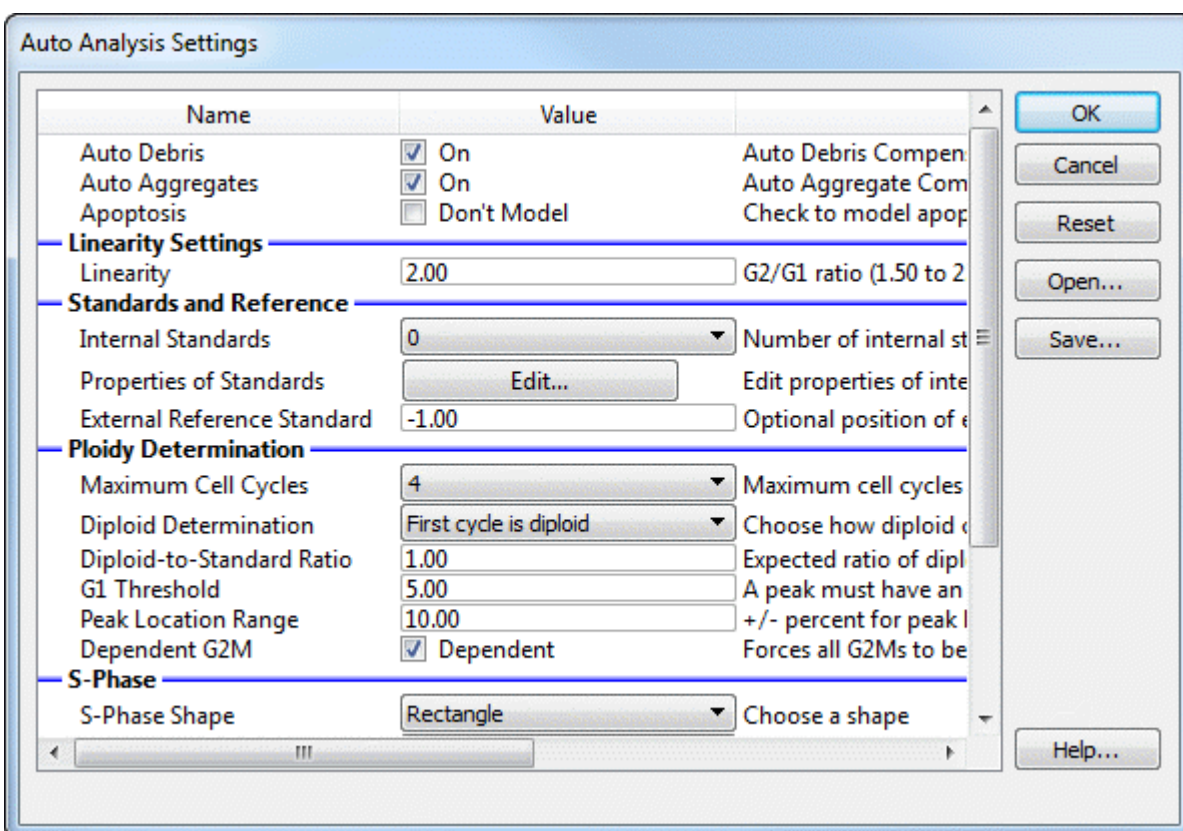 Auto Analysis Settings
Name Value
OK
Auto Debris On Auto Debris Compen
Cancel
Auto Aggregates On Auto Aggregate Com
Apoptosis Don't Model Check to model apop
Reset
Linearity Settings
Linearity 2.00 G2/G1 ratio (1.50 to 2
Open...
Standards and Reference
Internal Standards 0 Number of internal st
Save...
Properties of Standards Edit... Edit properties of inte
External Reference Standard -1.00 Optional position of e
Ploidy Determination
Maximum Cell Cycles 4 Maximum cell cycles
Diploid Determination First cycle is diploid Choose how diploid c
Diploid-to-Standard Ratio 1.00 Expected ratio of dipl
G1 Threshold 5.00 A peak must have an
Peak Location Range 10.00 +/- percent for peak l
Dependent G2M Dependent Forces all G2Ms to be
S-Phase
S-Phase Shape Rectangle Choose a shape
Help...